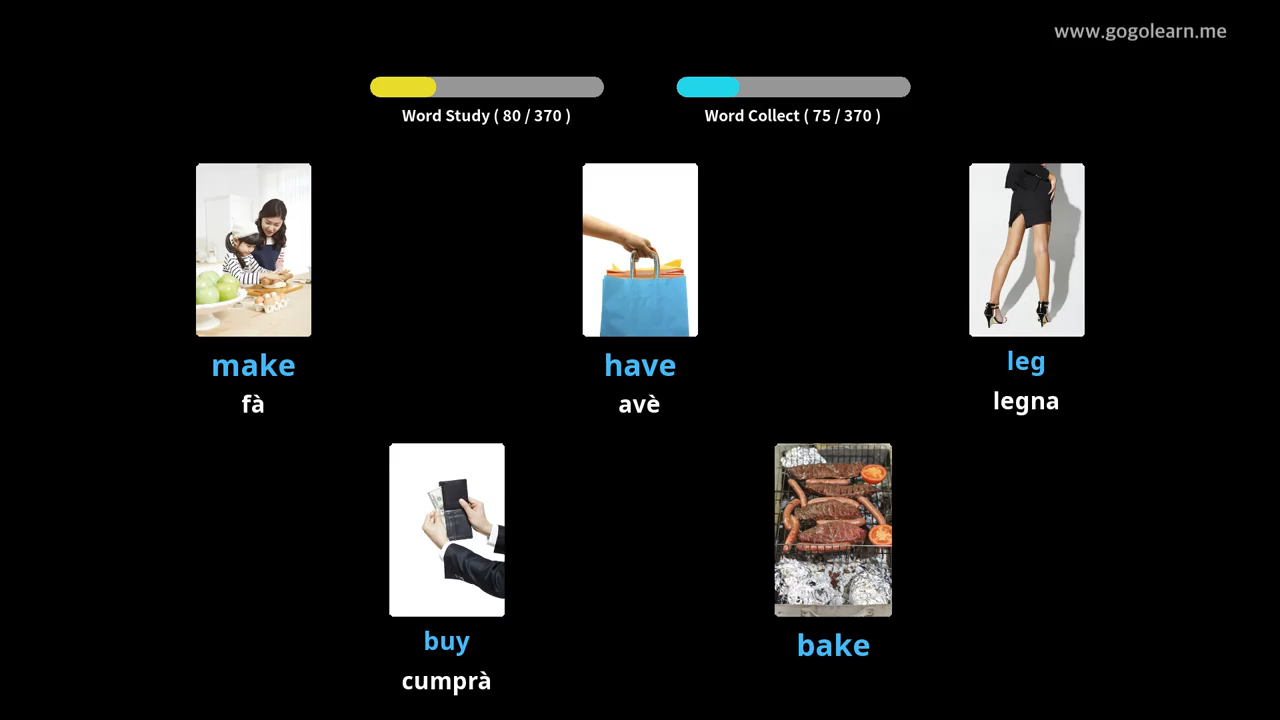 www.gogolearn.me
Word Study ( 80 / 370 )
Word Collect ( 75 / 370 )
make
fà
have
avè
leg
legna
buy
cumprà
bake